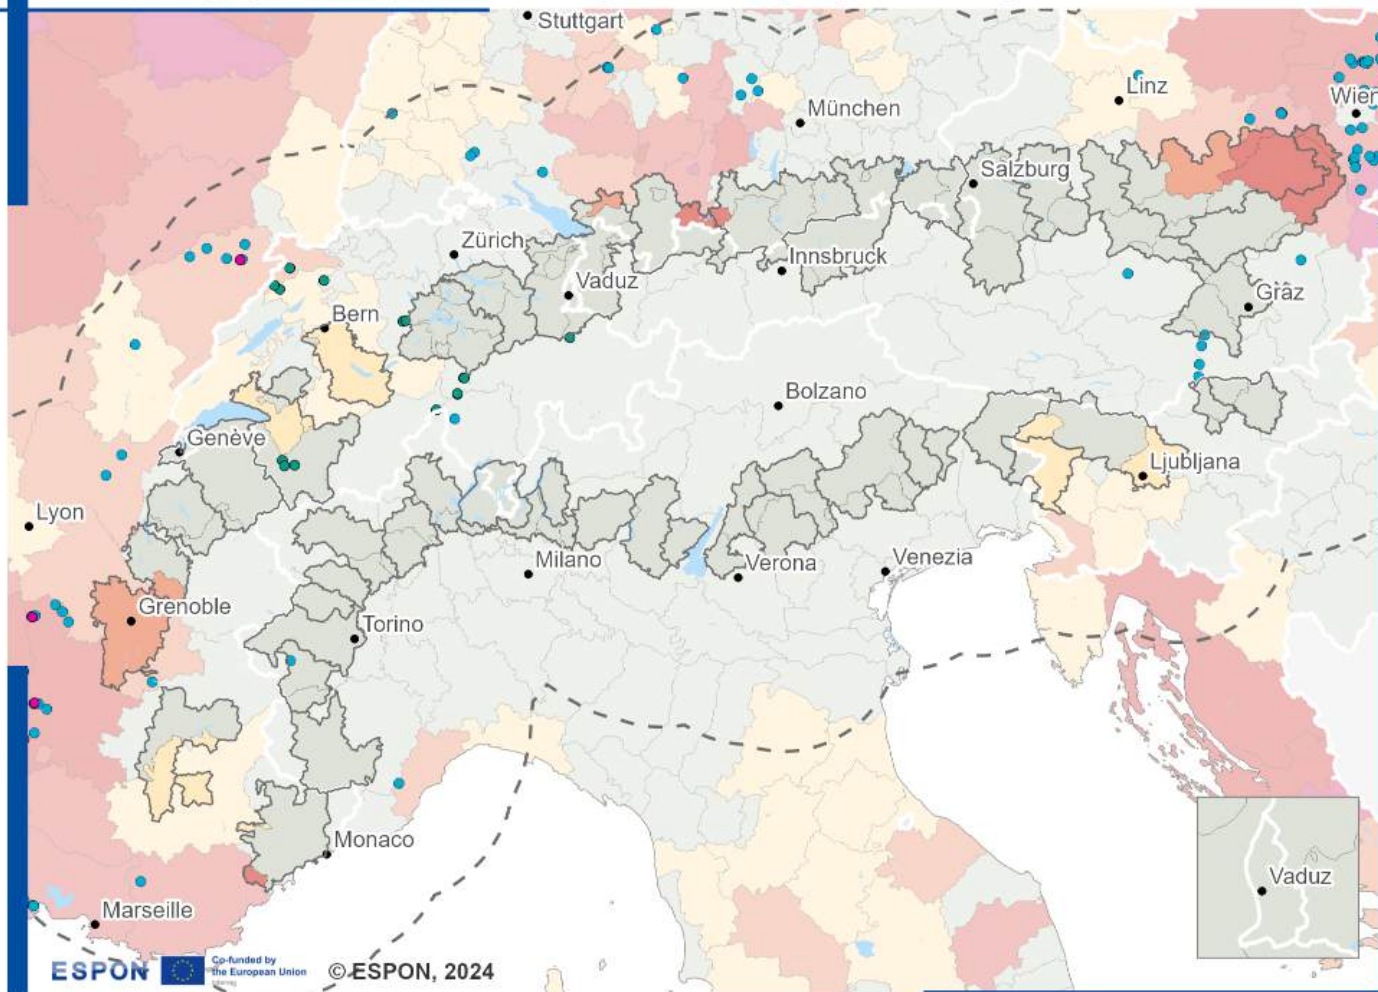 Stuttgart
Linz
München
Wien
Salzburg
Zürich
Innsbruck
Vaduz
Graz
Bern
Bolzano
Genève
Ljubljana
Lyon
Milano
Verona
Venezia
Grenoble
Torino
Monaco
Vaduz
Marseille
ESPON
Co-funded by
the European Union
Interreg
© ESPON, 2024